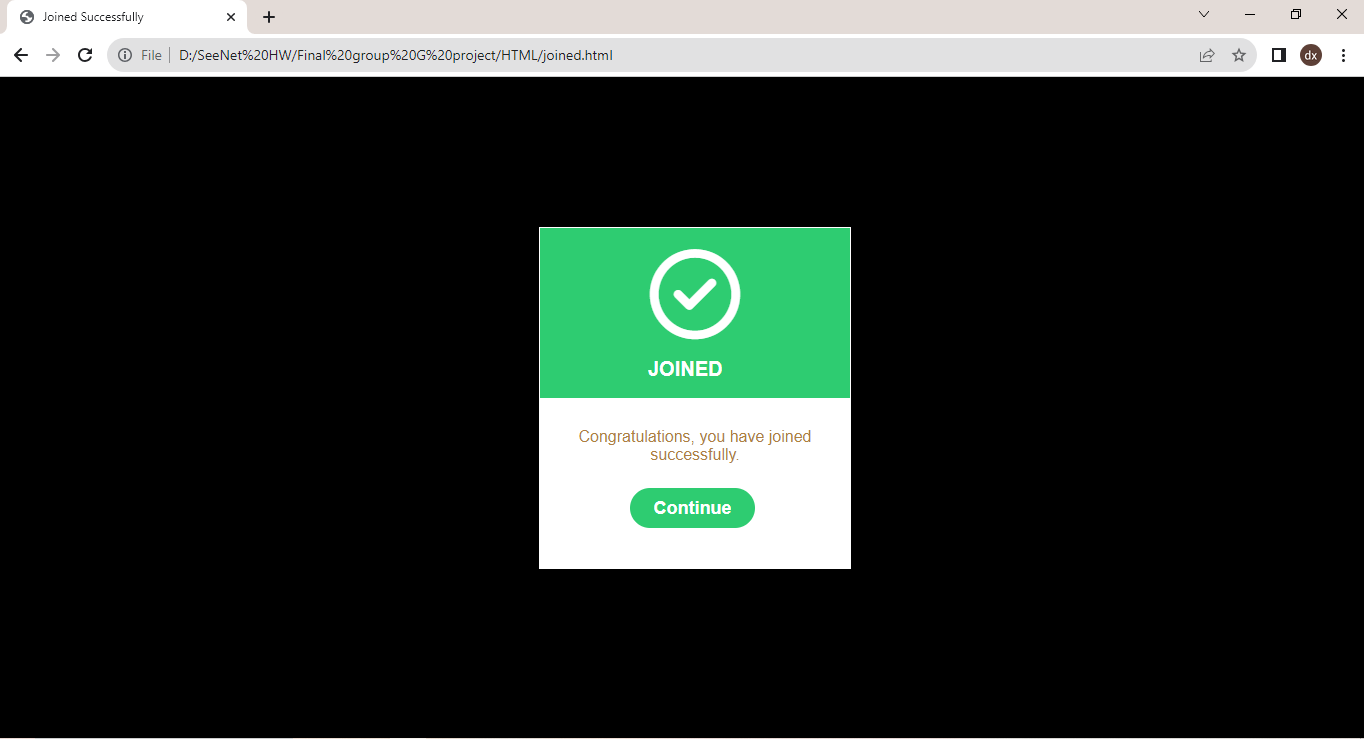 Joined Successfully
File D:/SeeNet%20HW/Final%20group%20G%20project/HTML/joined.html
dx
JOINED
Congratulations, you have joined
successfully.
Continue